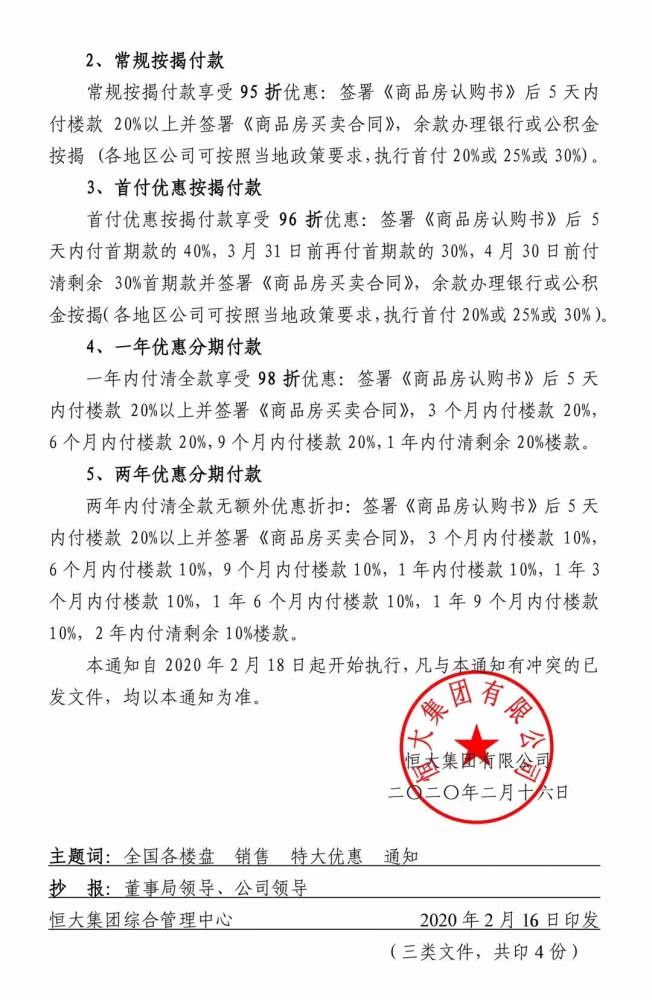 2、常规按揭付款
常规按揭付款享受 95 折优惠：签署《商品房认购书》后 5 天内
付楼款 20%以上并签署《商品房买卖合同》，余款办理银行或公积金
按揭（各地区公司可按照当地政策要求,执行首付 20%或 25%或 30%）。
3、首付优惠按揭付款
首付优惠按揭付款享受 96 折优惠：签署《商品房认购书》后 5
天内付首期款的 40%，3 月 31 日前再付首期款的 30%，4 月 30 日前付
清剩余 30%首期款并签署《商品房买卖合同》，余款办理银行或公积
金按揭(各地区公司可按照当地政策要求,执行首付 20%或 25%或 30%)。
4、一年优惠分期付款
一年内付清全款享受 98 折优惠：签署《商品房认购书》后 5 天
内付楼款 20%以上并签署《商品房买卖合同》，3 个月内付楼款 20%，
6 个月内付楼款 20%,9 个月内付楼款 20%,1 年内付清剩余 20%楼款。
5、两年优惠分期付款
两年内付清全款无额外优惠折扣：签署《商品房认购书》后 5 天
内付楼款 20%以上并签署《商品房买卖合同》，3 个月内付楼款 10%，
6 个月内付楼款 10%，9 个月内付楼款 10%，1 年内付楼款 10%，1 年 3
个月内付楼款 10%，1 年 6 个月内付楼款 10%，1 年 9 个月内付楼款
10%，2 年内付清剩余 10%楼款。
本通知自 2020 年 2 月 18 日起开始执行,凡与本通知有冲突的已
发文件，均以本通知为准。
恒大集团有限公司
恒大集团有限公司
二〇二〇年二月十六日
主题词：全国各楼盘 销售 特大优惠 通知
抄 报：董事局领导、公司领导
恒大集团综合管理中心 2020 年 2 月 16 日印发
（三类文件，共印 4 份）